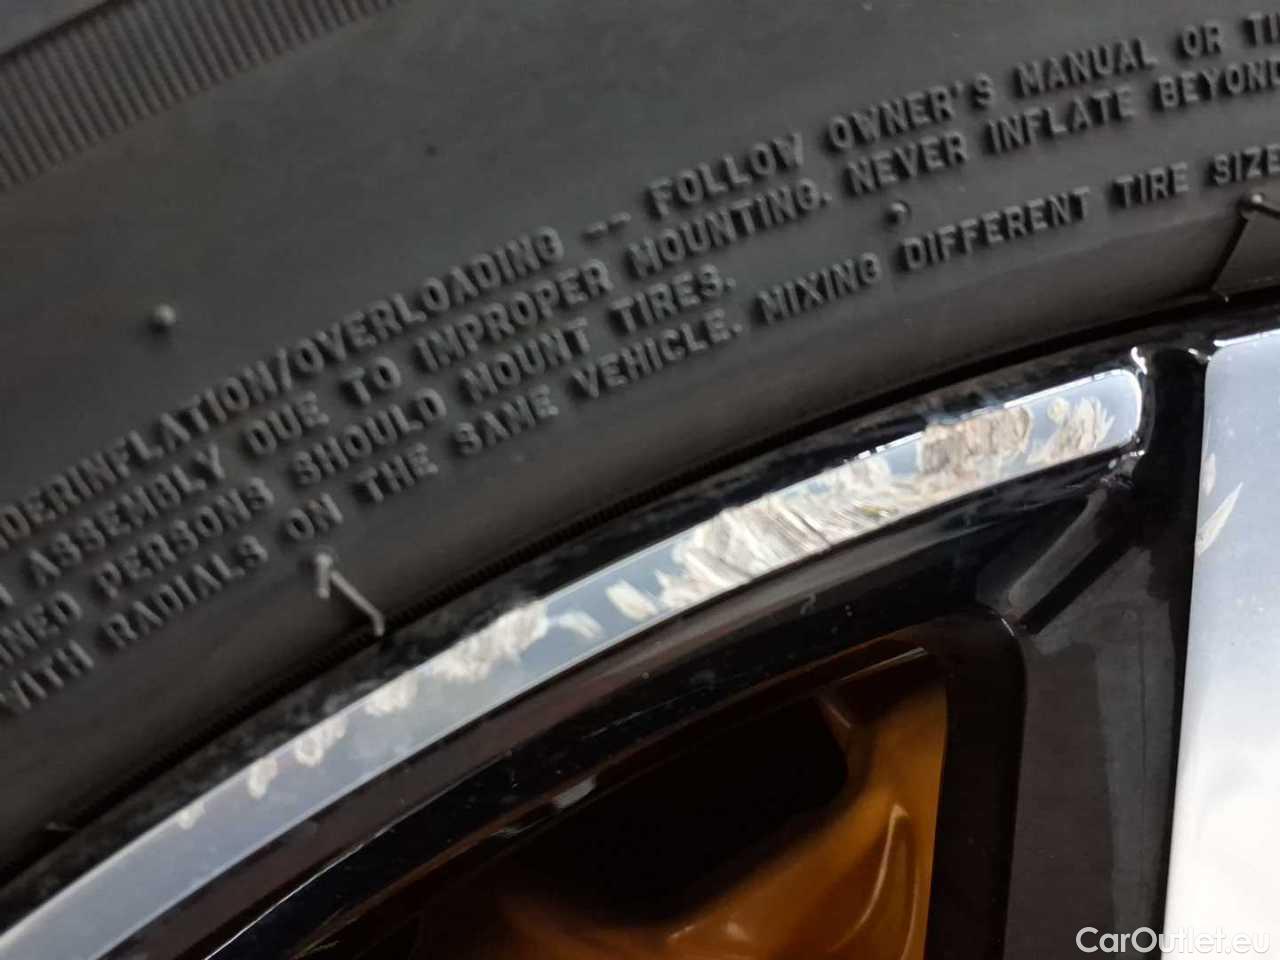 DERINFLATION/OVERLOADING -- FOLLOW OWNER'S MANUAL OR TI
ASSEMBLY DUE TO IMPROPER MOUNTING. NEVER INFLATE BEYOND
NED PERSONS SHOULD MOUNT TIRES.
WITH RADIALS ON THE SAME VEHICLE. MIXING DIFFERENT TIRE SIZE
CarOutlet.eu